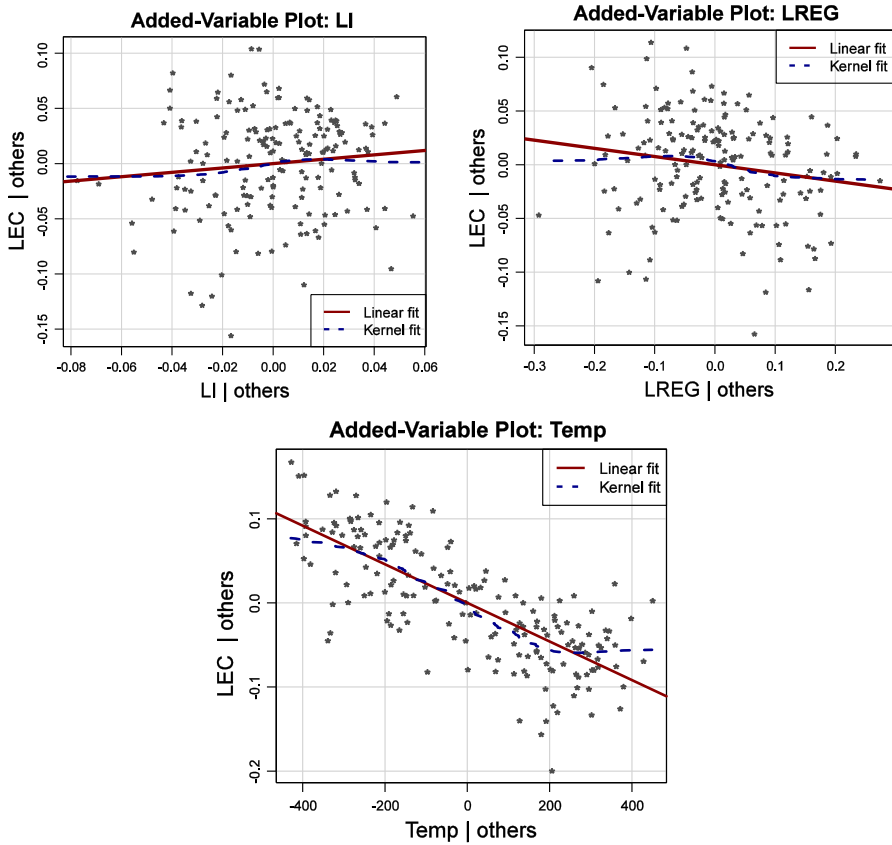 Added-Variable Plot: LI
LEC | others
0.10
0.05
0.00
-0.05
-0.10
-0.15
Linear fit
Kernel fit
-0.08 -0.06 -0.04 -0.02 0.00 0.02 0.04 0.06
LI | others
Added-Variable Plot: LREG
LEC | others
0.10
0.05
0.00
-0.05
-0.10
-0.15
Linear fit
Kernel fit
-0.3 -0.2 -0.1 0.0 0.1 0.2
LREG | others
Added-Variable Plot: Temp
LEC | others
0.1
0.0
-0.1
-0.2
Linear fit
Kernel fit
-400 -200 0 200 400
Temp | others